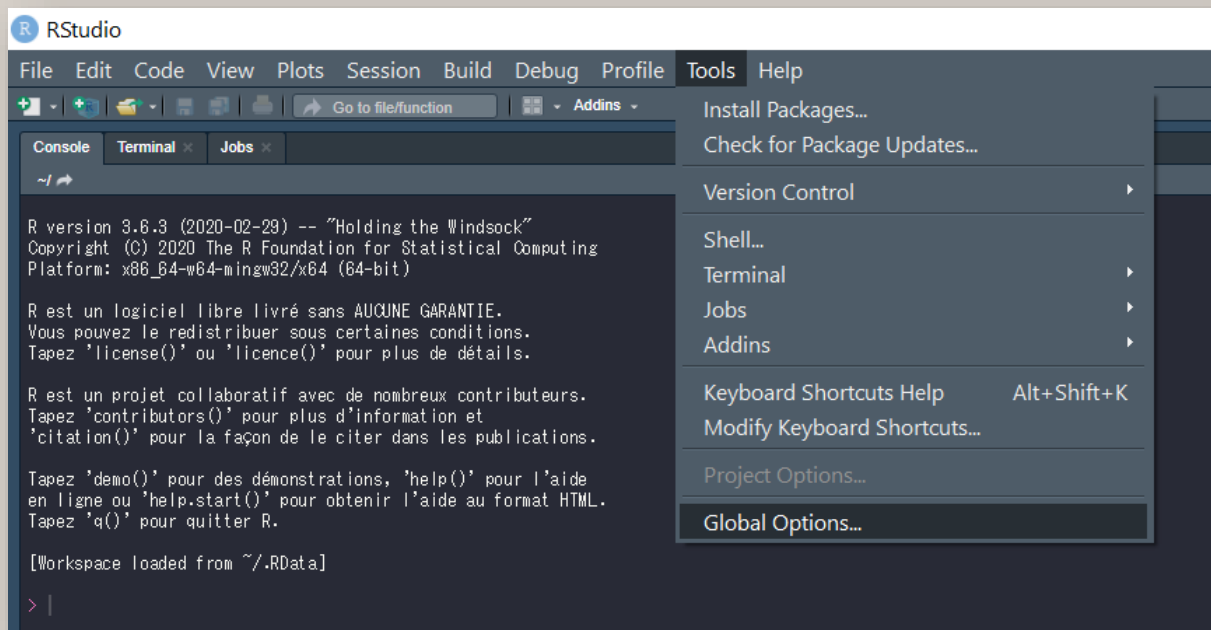 R RStudio
File Edit Code View Plots Session Build Debug Profile Tools Help
Go to file/function Addins
Console Terminal Jobs
~/
R version 3.6.3 (2020-02-29) -- "Holding the Windsock"
Copyright (C) 2020 The R Foundation for Statistical Computing
Platform: x86_64-w64-mingw32/x64 (64-bit)
R est un logiciel libre livré sans AUCUNE GARANTIE.
Vous pouvez le redistribuer sous certaines conditions.
Tapez 'license()' ou 'licence()' pour plus de détails.
R est un projet collaboratif avec de nombreux contributeurs.
Tapez 'contributors()' pour plus d'information et
'citation()' pour la façon de le citer dans les publications.
Tapez 'demo()' pour des démonstrations, 'help()' pour l'aide
en ligne ou 'help.start()' pour obtenir l'aide au format HTML.
Tapez 'q()' pour quitter R.
[Workspace loaded from ~/.RData]
>
Install Packages...
Check for Package Updates...
Version Control
Shell...
Terminal
Jobs
Addins
Keyboard Shortcuts Help Alt+Shift+K
Modify Keyboard Shortcuts...
Project Options...
Global Options...